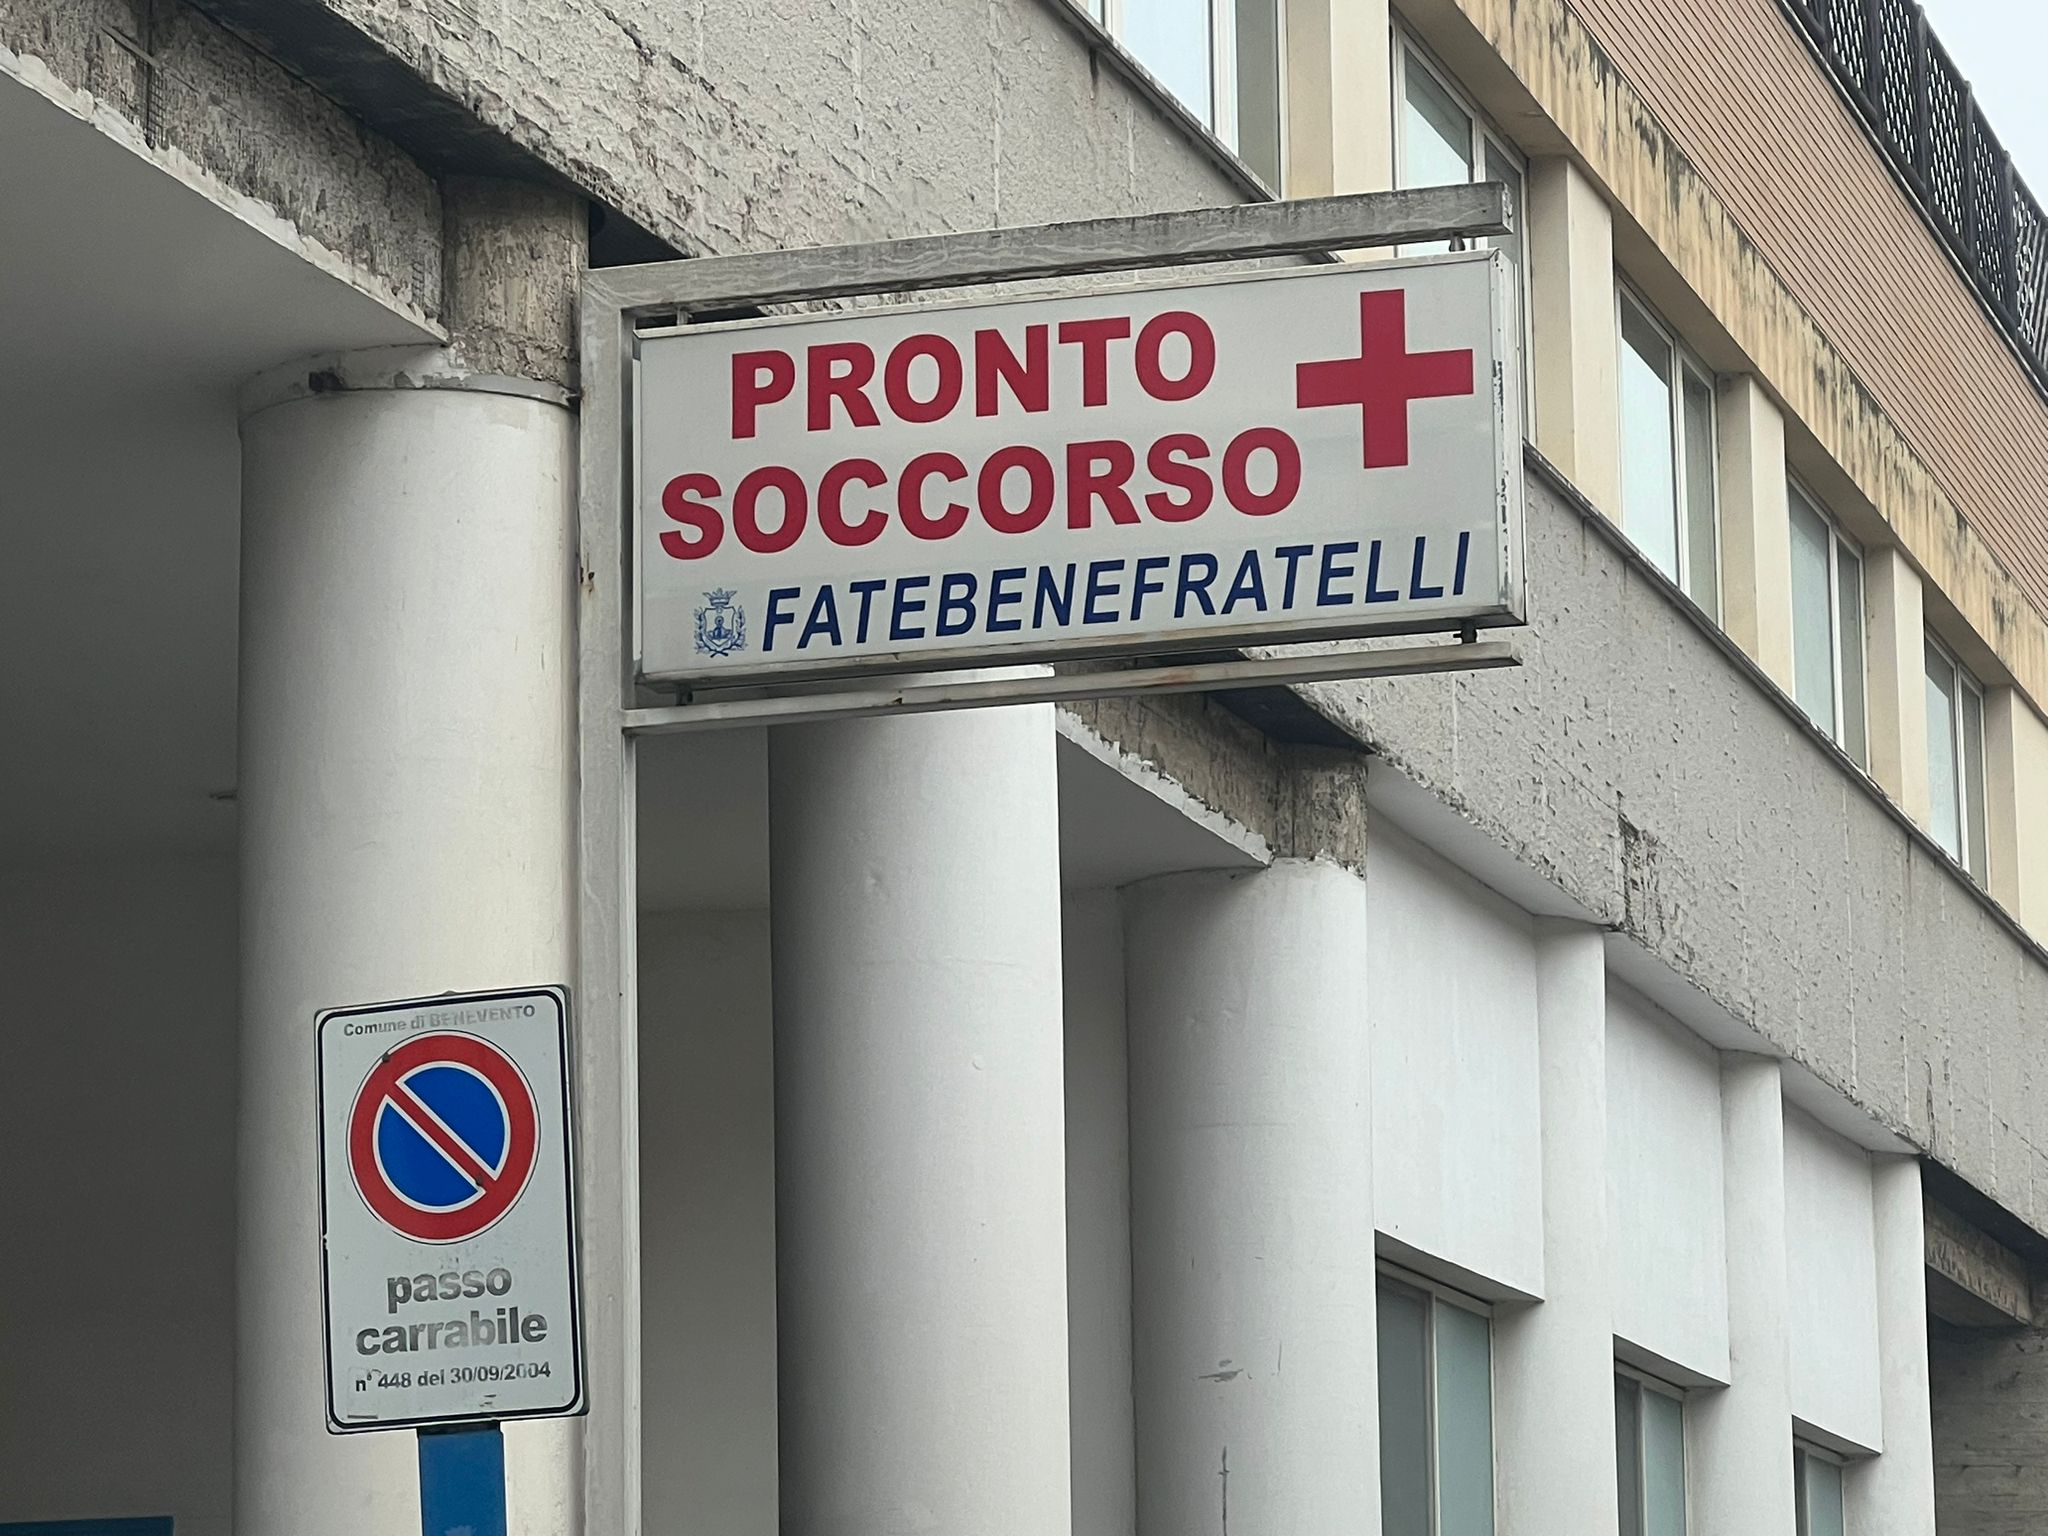 PRONTO
SOCCORSO
FATEBENEFRATELLI
Comune di BENEVENTO
passo
carrabile
n° 448 del 30/09/2004